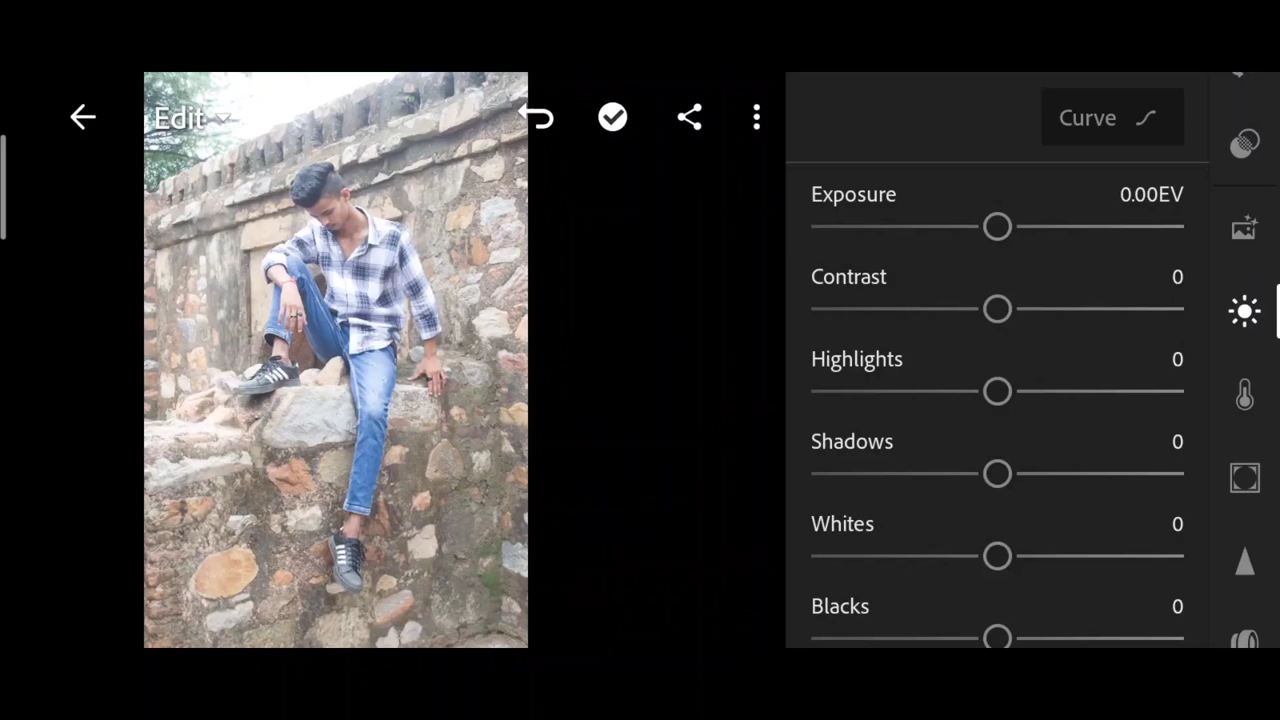 Edit
Curve
Exposure 0.00EV
Contrast 0
Highlights 0
Shadows 0
Whites 0
Blacks 0